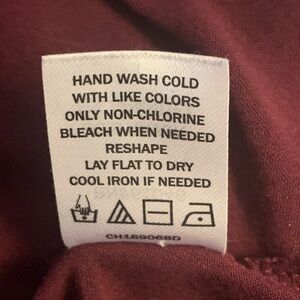 HAND WASH COLD
WITH LIKE COLORS
ONLY NON-CHLORINE
BLEACH WHEN NEEDED
RESHAPE
LAY FLAT TO DRY
COOL IRON IF NEEDED
CH169068D